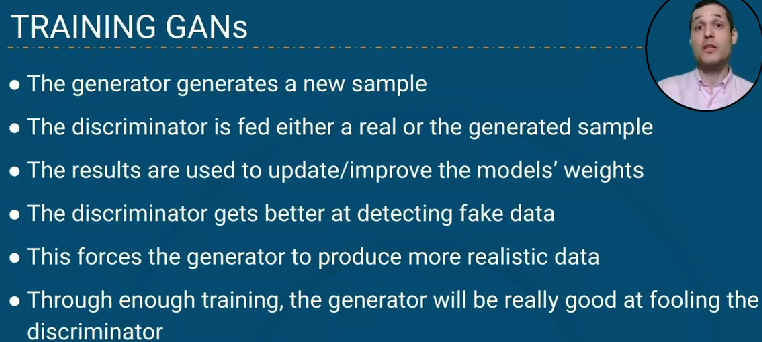 TRAINING GANs
● The generator generates a new sample
● The discriminator is fed either a real or the generated sample
● The results are used to update/improve the models’ weights
● The discriminator gets better at detecting fake data
● This forces the generator to produce more realistic data
● Through enough training, the generator will be really good at fooling the
discriminator